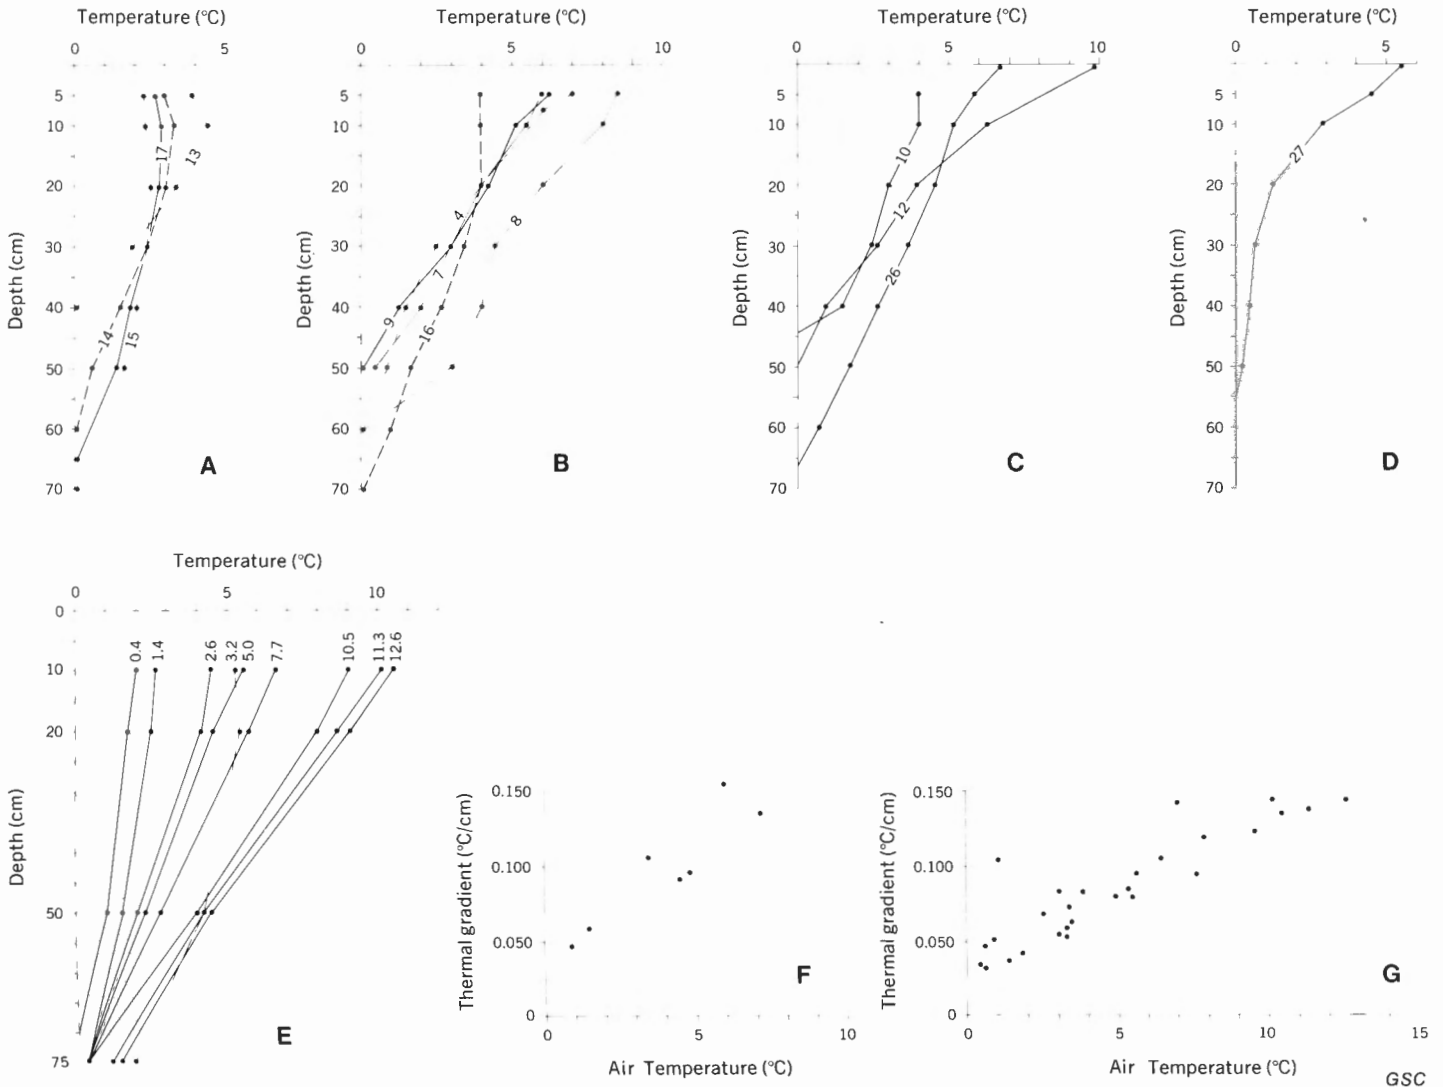 Temperature (°C) Temperature (°C) Temperature (°C) Temperature (°C)
0 5 0 5 10 0 5 10 0 5
5 5 5 5
10 10 10 10
17 13 10 27
20 20 20 20
4 8 12
30 30 30 30
7 26
40 40 40 40
14 15 9 16
50 50 50 50
60 60 60 60
A B C D
70 70 70 70
Depth (cm) Depth (cm) Depth (cm) Depth (cm)
Temperature (°C)
0 5 10
0
0.4 1.4 2.6 3.2 5.0 7.7 10.5 11.3 12.6
10
20
50
75
Depth (cm)
E
0.150
0.100
0.050
0
0 5 10
Thermal gradient (°C/cm)
Air Temperature (°C)
F
0.150
0.100
0.050
0
0 5 10 15
Thermal gradient (°C/cm)
Air Temperature (°C)
G
GSC